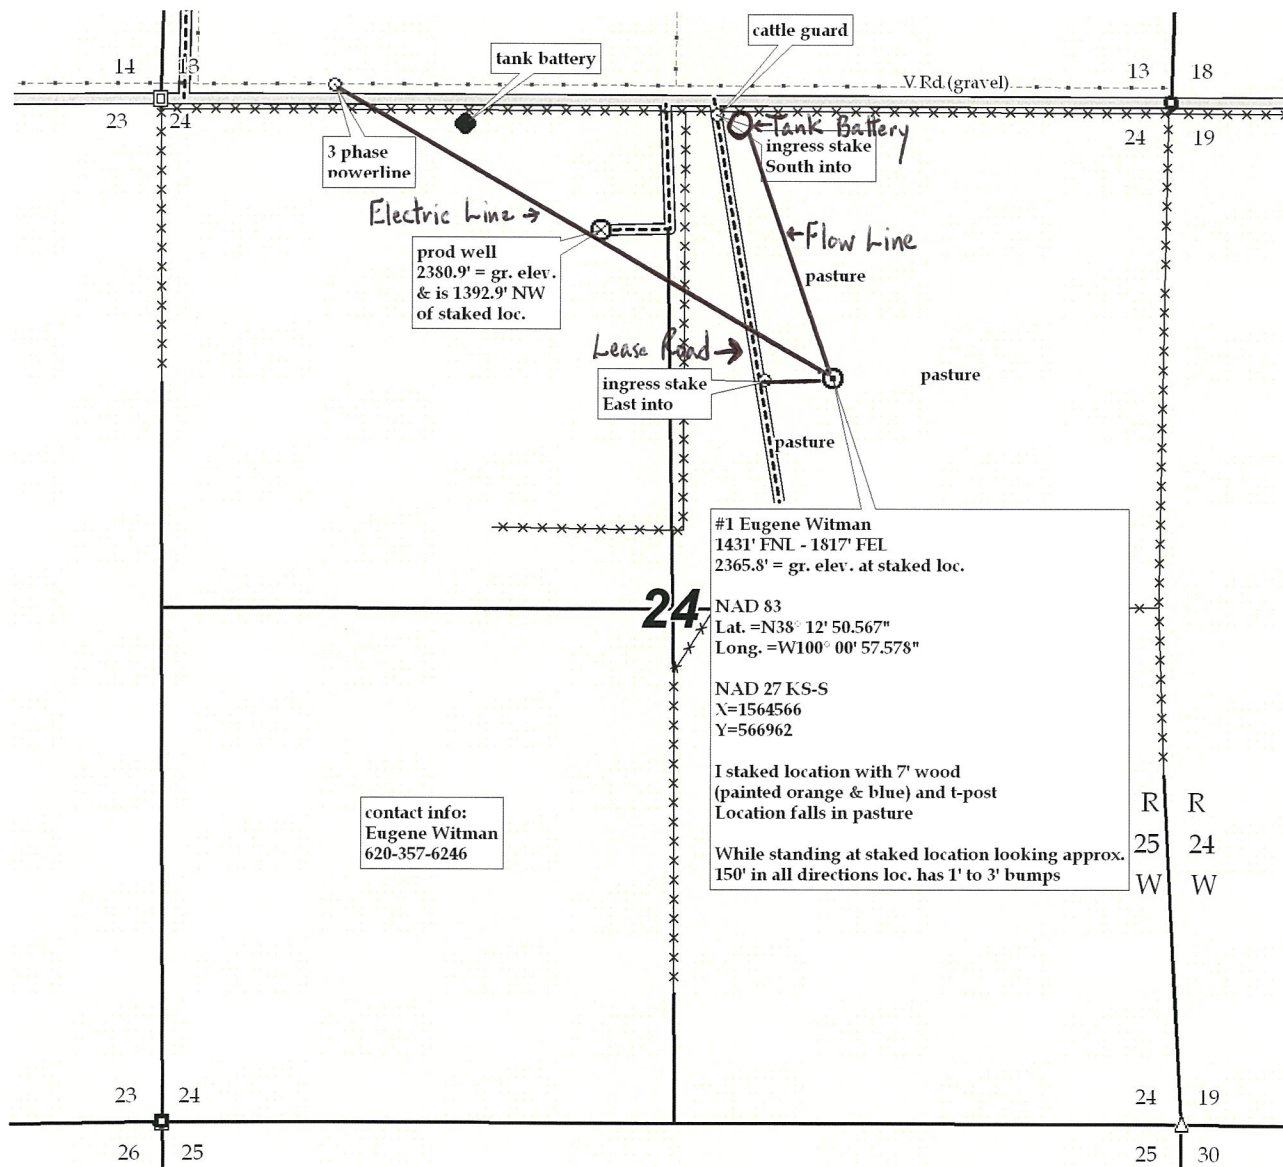 cattle guard
tank battery
14 13
13 18
V Rd (gravel)
23 24
24 19
←Tank Battery
ingress stake
South into
3 phase
powerline
Electric Line →
←Flow Line
prod well
2380.9' = gr. elev.
& is 1392.9' NW
of staked loc.
pasture
Lease Road →
ingress stake
East into
pasture
pasture
#1 Eugene Witman
1431' FNL - 1817' FEL
2365.8' = gr. elev. at staked loc.
24
NAD 83
Lat. =N38° 12' 50.567"
Long. =W100° 00' 57.578"
NAD 27 KS-S
X=1564566
Y=566962
I staked location with 7' wood
(painted orange & blue) and t-post
Location falls in pasture
While standing at staked location looking approx.
150' in all directions loc. has 1' to 3' bumps
contact info:
Eugene Witman
620-357-6246
R R
25 24
W W
23 24
24 19
26 25
25 30